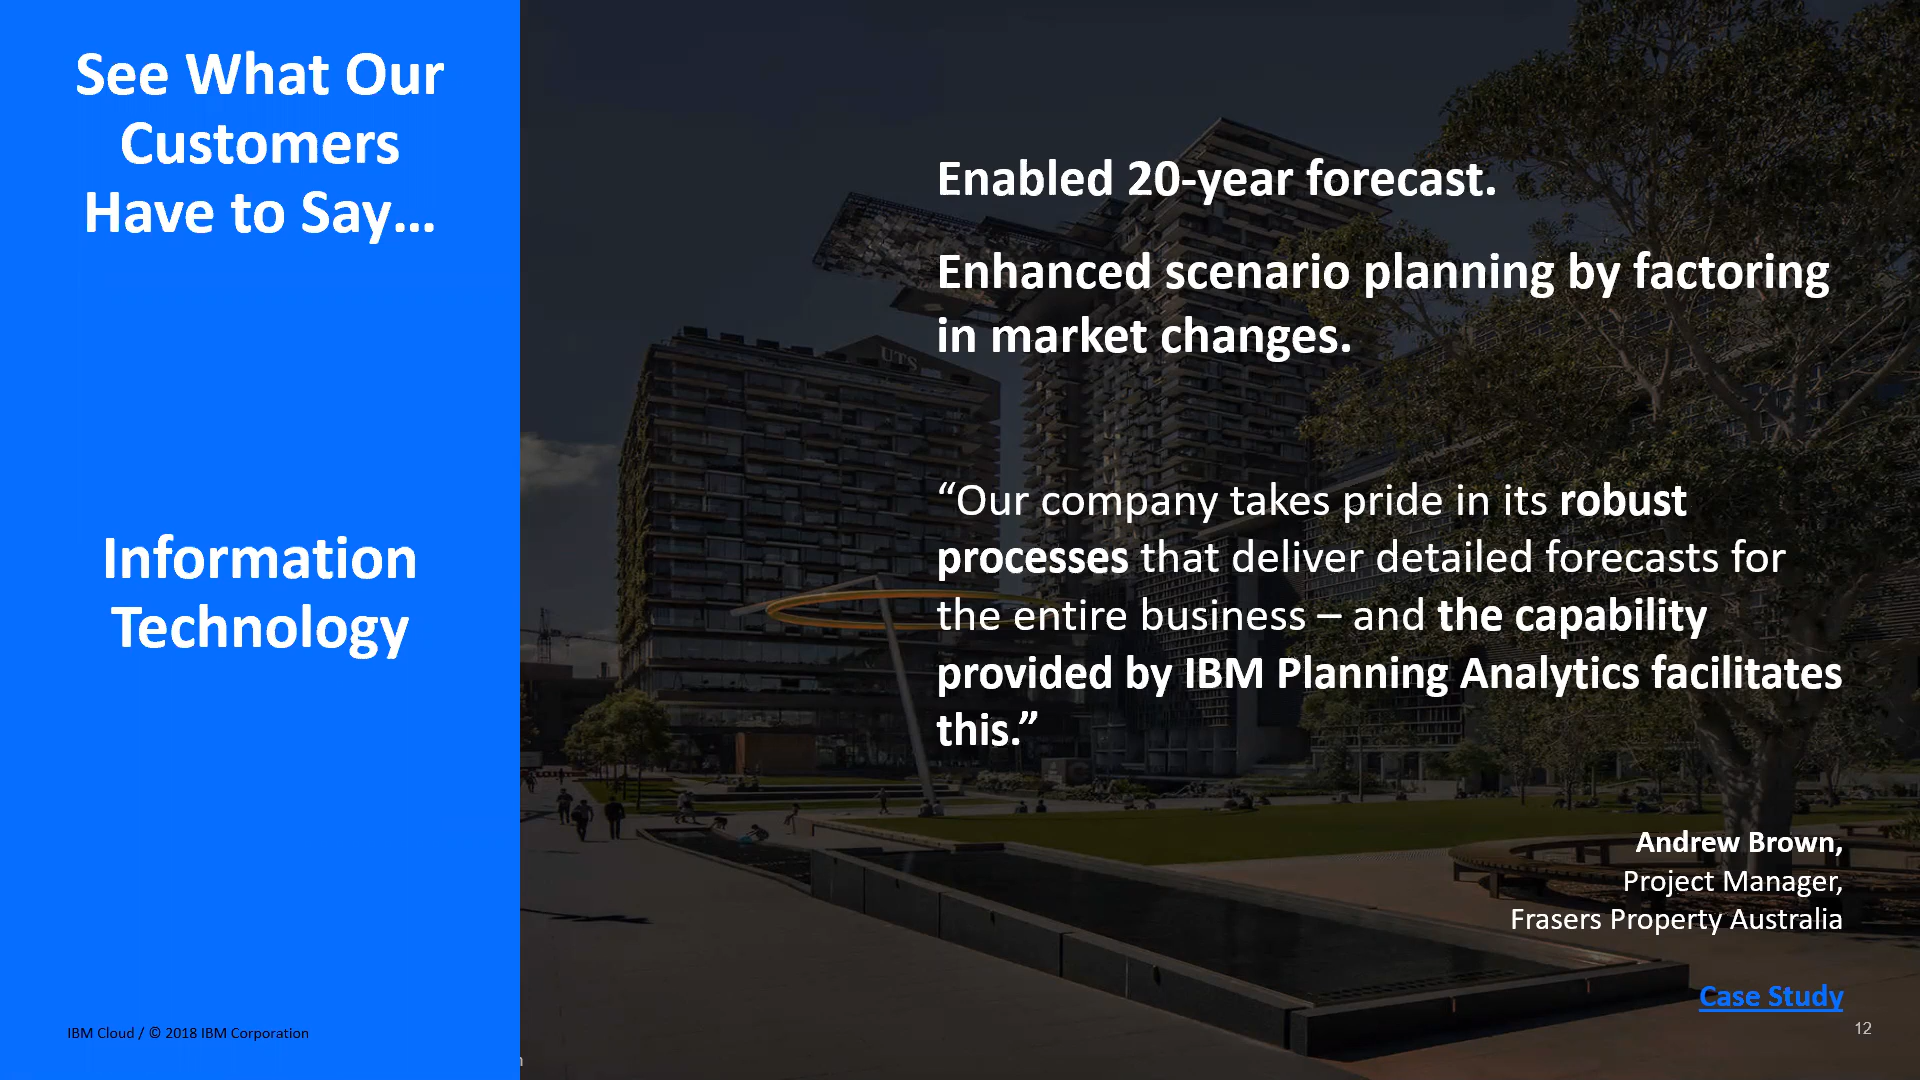 See What Our
Customers
Have to Say…
Information
Technology
IBM Cloud / © 2018 IBM Corporation
UTS
Enabled 20-year forecast.
Enhanced scenario planning by factoring
in market changes.
“Our company takes pride in its robust
processes that deliver detailed forecasts for
the entire business – and the capability
provided by IBM Planning Analytics facilitates
this.”
Andrew Brown,
Project Manager,
Frasers Property Australia
Case Study
12